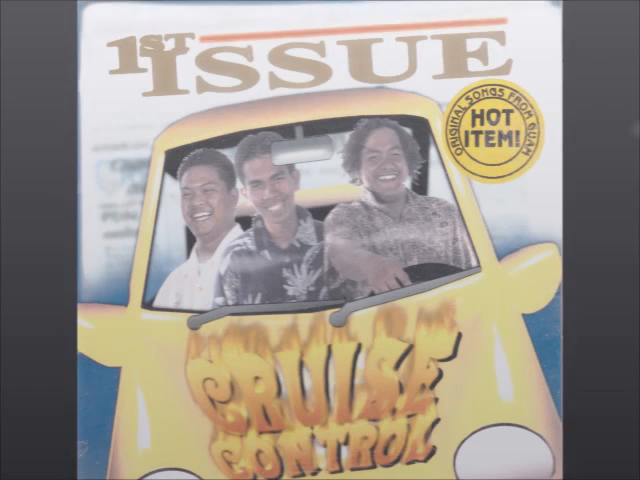 1ST ISSUE
ORIGINAL SONGS FROM GUAM
HOT
ITEM!
CRUISE
CONTROL